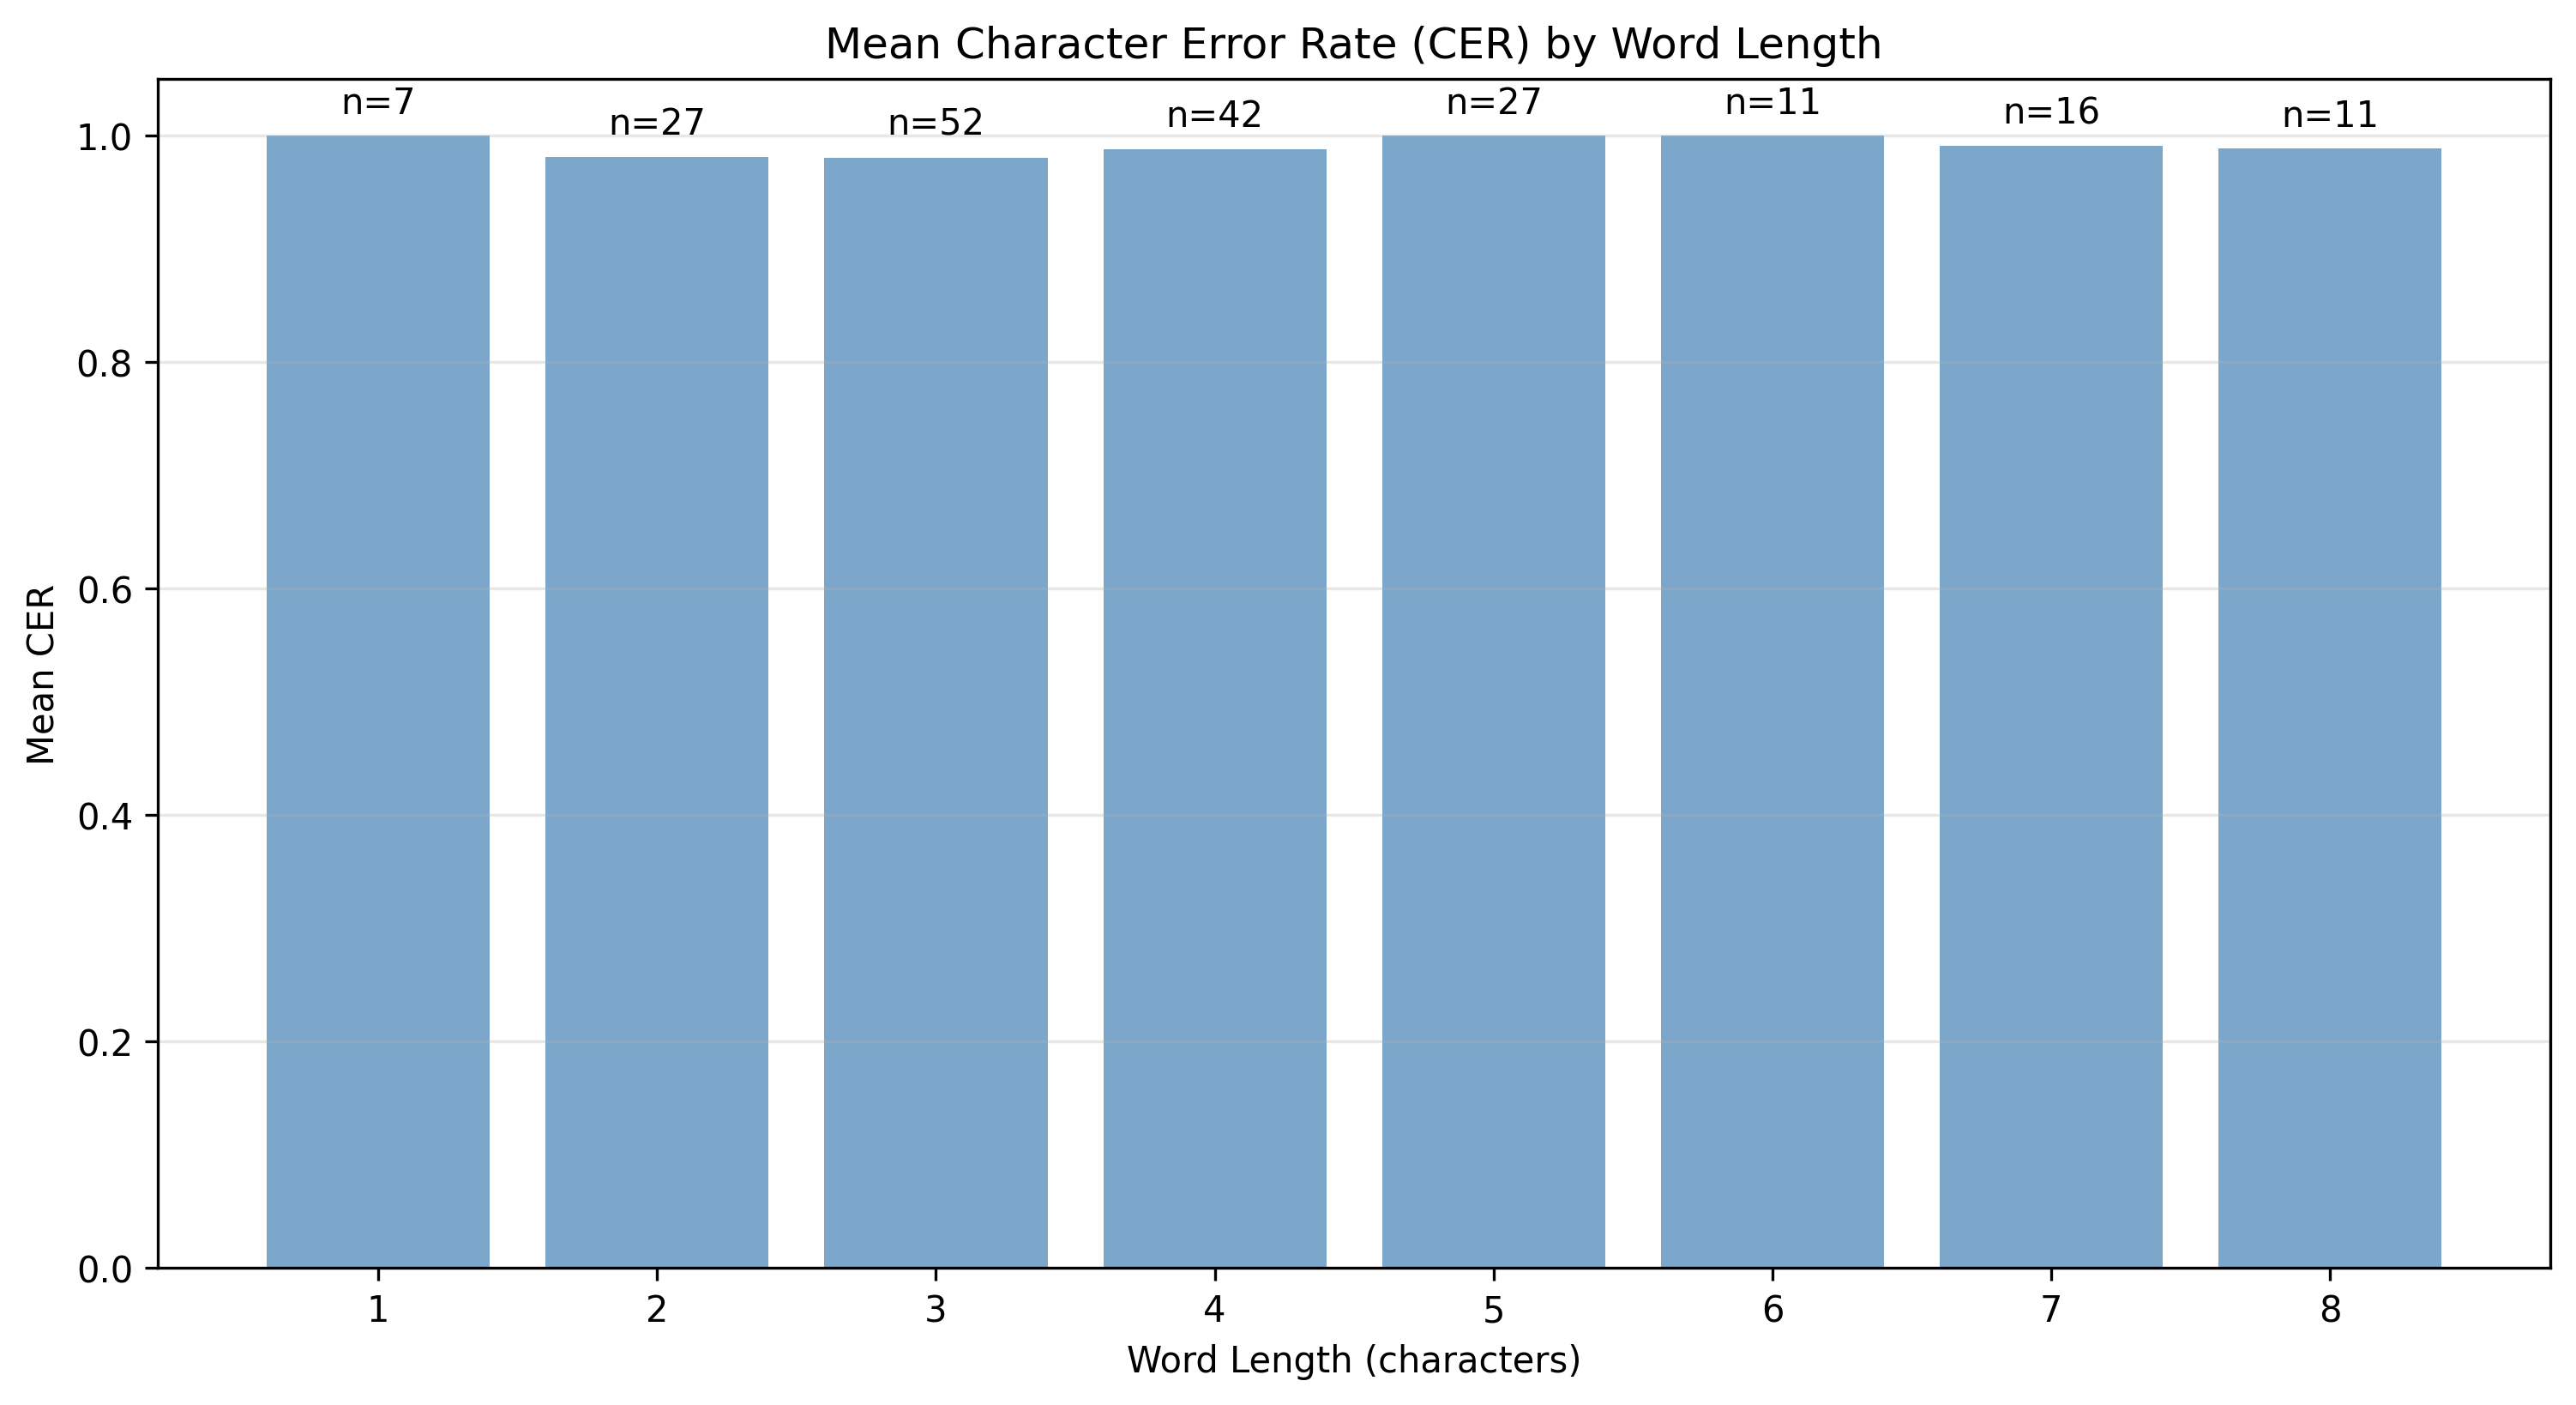 Mean Character Error Rate (CER) by Word Length
n=7 n=27 n=52 n=42 n=27 n=11 n=16 n=11
1.0
0.8
0.6
0.4
0.2
0.0
Mean CER
1 2 3 4 5 6 7 8
Word Length (characters)